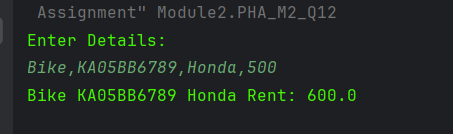 Assignment" Module2.PHA_M2_Q12
Enter Details:
Bike,KA05BB6789,Honda,500
Bike KA05BB6789 Honda Rent: 600.0